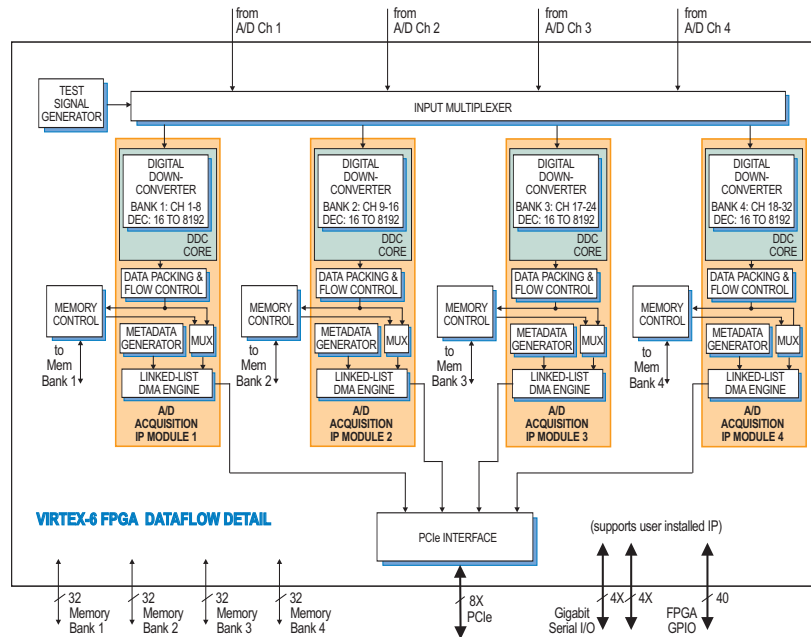 from
A/D Ch 1
from
A/D Ch 2
from
A/D Ch 3
from
A/D Ch 4
TEST
SIGNAL
GENERATOR
INPUT MULTIPLEXER
DIGITAL
DOWN-
CONVERTER
BANK 1: CH 1-8
DEC: 16 TO 8192
DDC
CORE
DATA PACKING &
FLOW CONTROL
MEMORY
CONTROL
METADATA
GENERATOR
MUX
to
Mem
Bank 1
LINKED-LIST
DMA ENGINE
A/D
ACQUISITION
IP MODULE 1
DIGITAL
DOWN-
CONVERTER
BANK 2: CH 9-16
DEC: 16 TO 8192
DDC
CORE
DATA PACKING &
FLOW CONTROL
MEMORY
CONTROL
METADATA
GENERATOR
MUX
to
Mem
Bank 2
LINKED-LIST
DMA ENGINE
A/D
ACQUISITION
IP MODULE 2
DIGITAL
DOWN-
CONVERTER
BANK 3: CH 17-24
DEC: 16 TO 8192
DDC
CORE
DATA PACKING &
FLOW CONTROL
MEMORY
CONTROL
METADATA
GENERATOR
MUX
to
Mem
Bank 3
LINKED-LIST
DMA ENGINE
A/D
ACQUISITION
IP MODULE 3
DIGITAL
DOWN-
CONVERTER
BANK 4: CH 18-32
DEC: 16 TO 8192
DDC
CORE
DATA PACKING &
FLOW CONTROL
MEMORY
CONTROL
METADATA
GENERATOR
MUX
to
Mem
Bank 4
LINKED-LIST
DMA ENGINE
A/D
ACQUISITION
IP MODULE 4
VIRTEX-6 FPGA DATAFLOW DETAIL
PCIe INTERFACE
(supports user installed IP)
32
Memory
Bank 1
32
Memory
Bank 2
32
Memory
Bank 3
32
Memory
Bank 4
8X
PCIe
4X
4X
Gigabit
Serial I/O
40
FPGA
GPIO